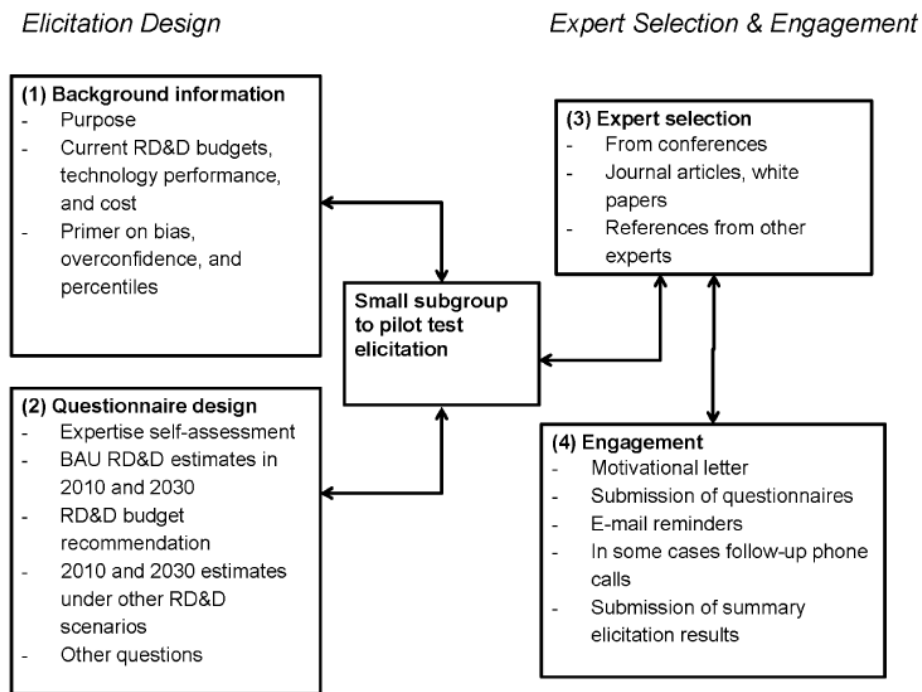 Elicitation Design
Expert Selection & Engagement
(1) Background information
- Purpose
- Current RD&D budgets,
technology performance,
and cost
- Primer on bias,
overconfidence, and
percentiles
(2) Questionnaire design
- Expertise self-assessment
- BAU RD&D estimates in
2010 and 2030
- RD&D budget
recommendation
- 2010 and 2030 estimates
under other RD&D
scenarios
- Other questions
Small subgroup
to pilot test
elicitation
(3) Expert selection
- From conferences
- Journal articles, white
papers
- References from other
experts
(4) Engagement
- Motivational letter
- Submission of questionnaires
- E-mail reminders
- In some cases follow-up phone
calls
- Submission of summary
elicitation results